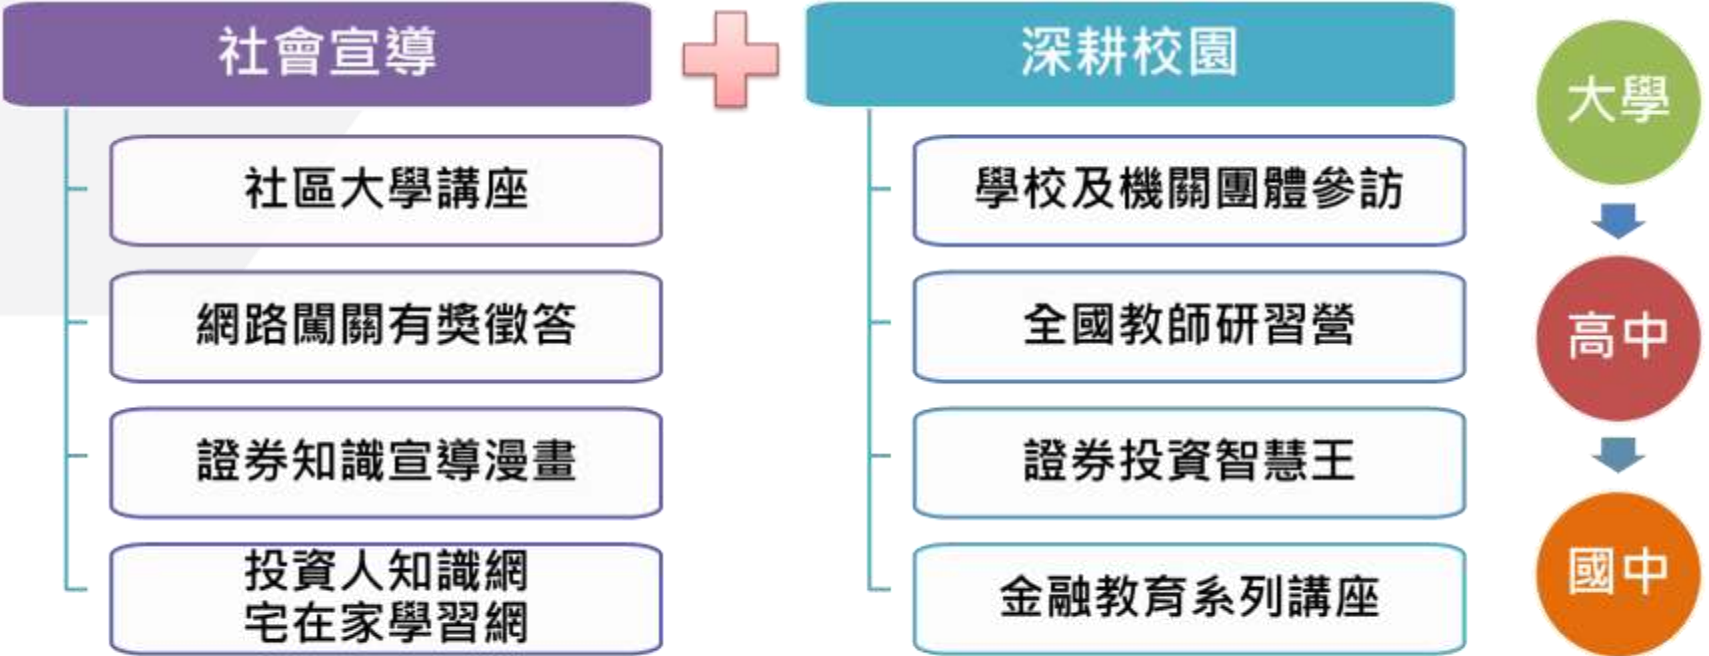 社會宣導
社區大學講座
網路闖關有獎徵答
證券知識宣導漫畫
投資人知識網
宅在家學習網
深耕校園
學校及機關團體參訪
全國教師研習營
證券投資智慧王
金融教育系列講座
大學
高中
國中